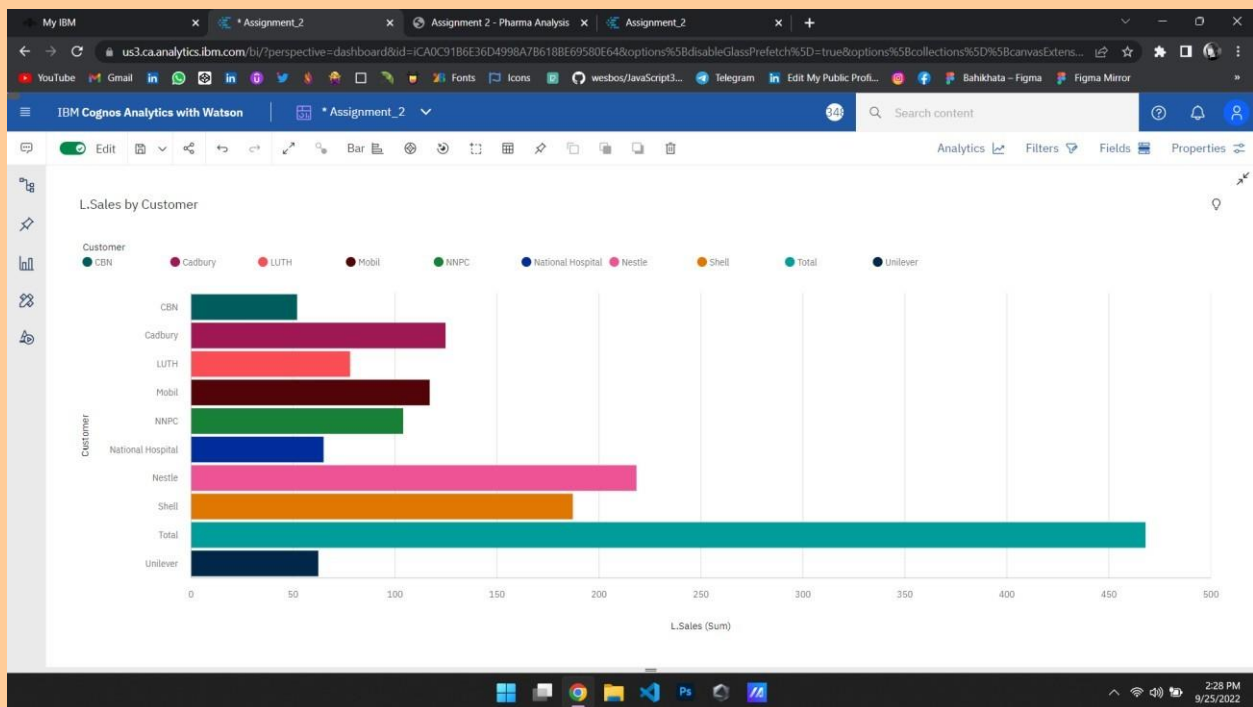 My IBM
* Assignment_2
Assignment 2 - Pharma Analysis
Assignment_2
us3.ca.analytics.ibm.com/bi/?perspective=dashboard&id=iCA0C91B6E36D4998A7B618BE69580E64&options%5BdisableGlassPrefetch%5D=true&options%5Bcollections%5D%5BcanvasExtens...
YouTube Gmail Fonts Icons wesbos/JavaScript3... Telegram Edit My Public Profi... Bahikhata – Figma Figma Mirror »
IBM Cognos Analytics with Watson
* Assignment_2
Search content
Edit Bar Analytics Filters Fields Properties
L.Sales by Customer
Customer
CBN Cadbury LUTH Mobil NNPC National Hospital Nestle Shell Total Unilever
Customer
CBN
Cadbury
LUTH
Mobil
NNPC
National Hospital
Nestle
Shell
Total
Unilever
0 50 100 150 200 250 300 350 400 450 500
L.Sales (Sum)
2:28 PM
9/25/2022